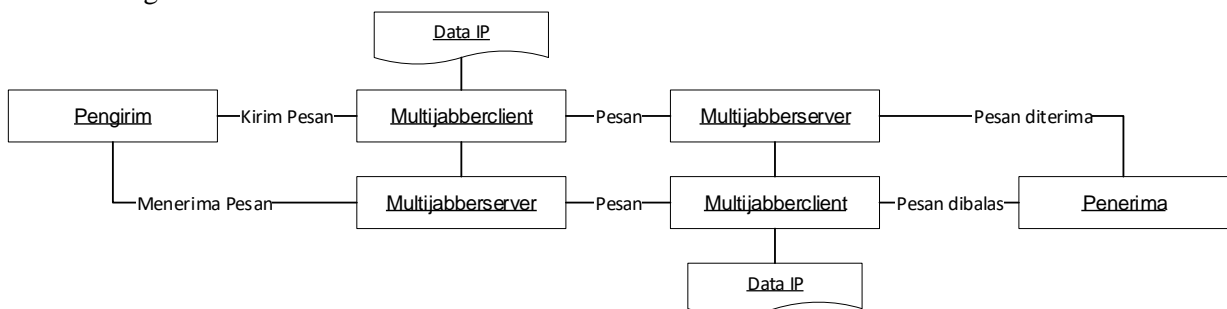 Data IP
Pengirim Kirim Pesan Multijabberclient Pesan Multijabberserver Pesan diterima
Menerima Pesan Multijabberserver Pesan Multijabberclient Pesan dibalas Penerima
Data IP